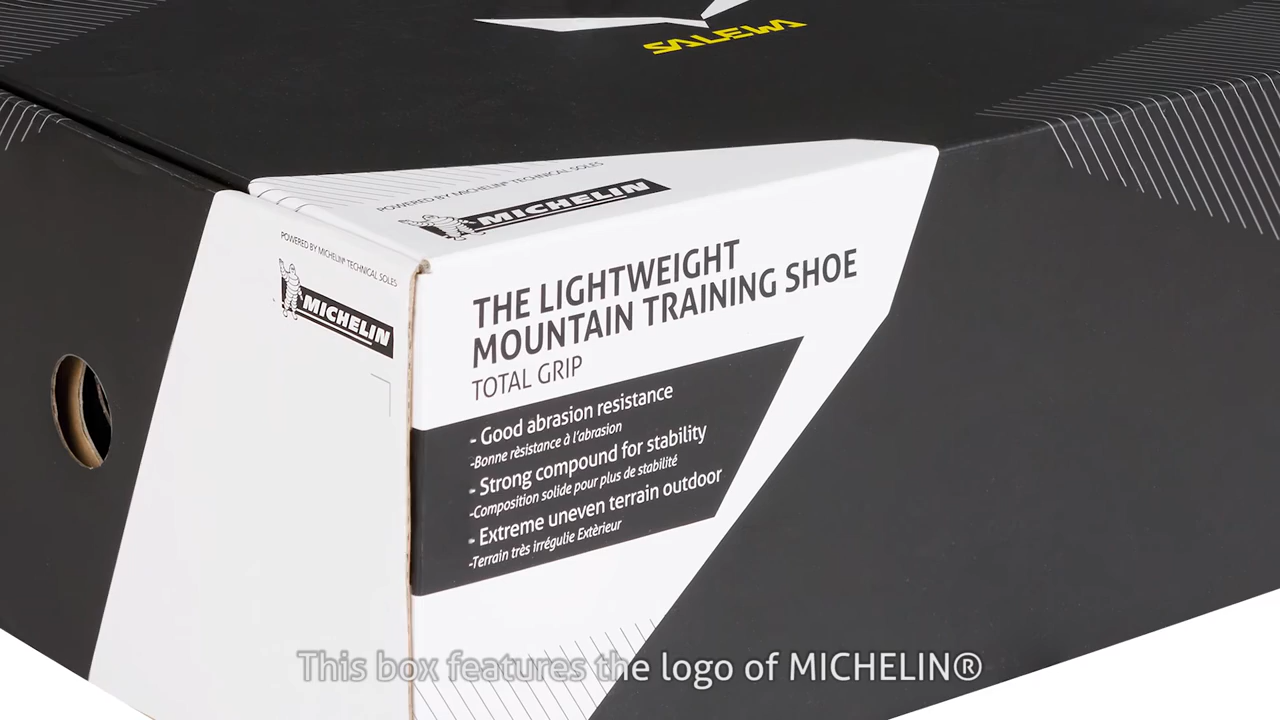 SALEWA
POWERED BY MICHELIN® TECHNICAL SOLES
MICHELIN
POWERED BY MICHELIN® TECHNICAL SOLES
MICHELIN
THE LIGHTWEIGHT
MOUNTAIN TRAINING SHOE
TOTAL GRIP
- Good abrasion resistance
-Bonne rèsistance à l'abrasion
- Strong compound for stability
-Composition solide pour plus de stabilité
- Extreme uneven terrain outdoor
-Terrain très irrégulie Extèrieur
This box features the logo of MICHELIN®